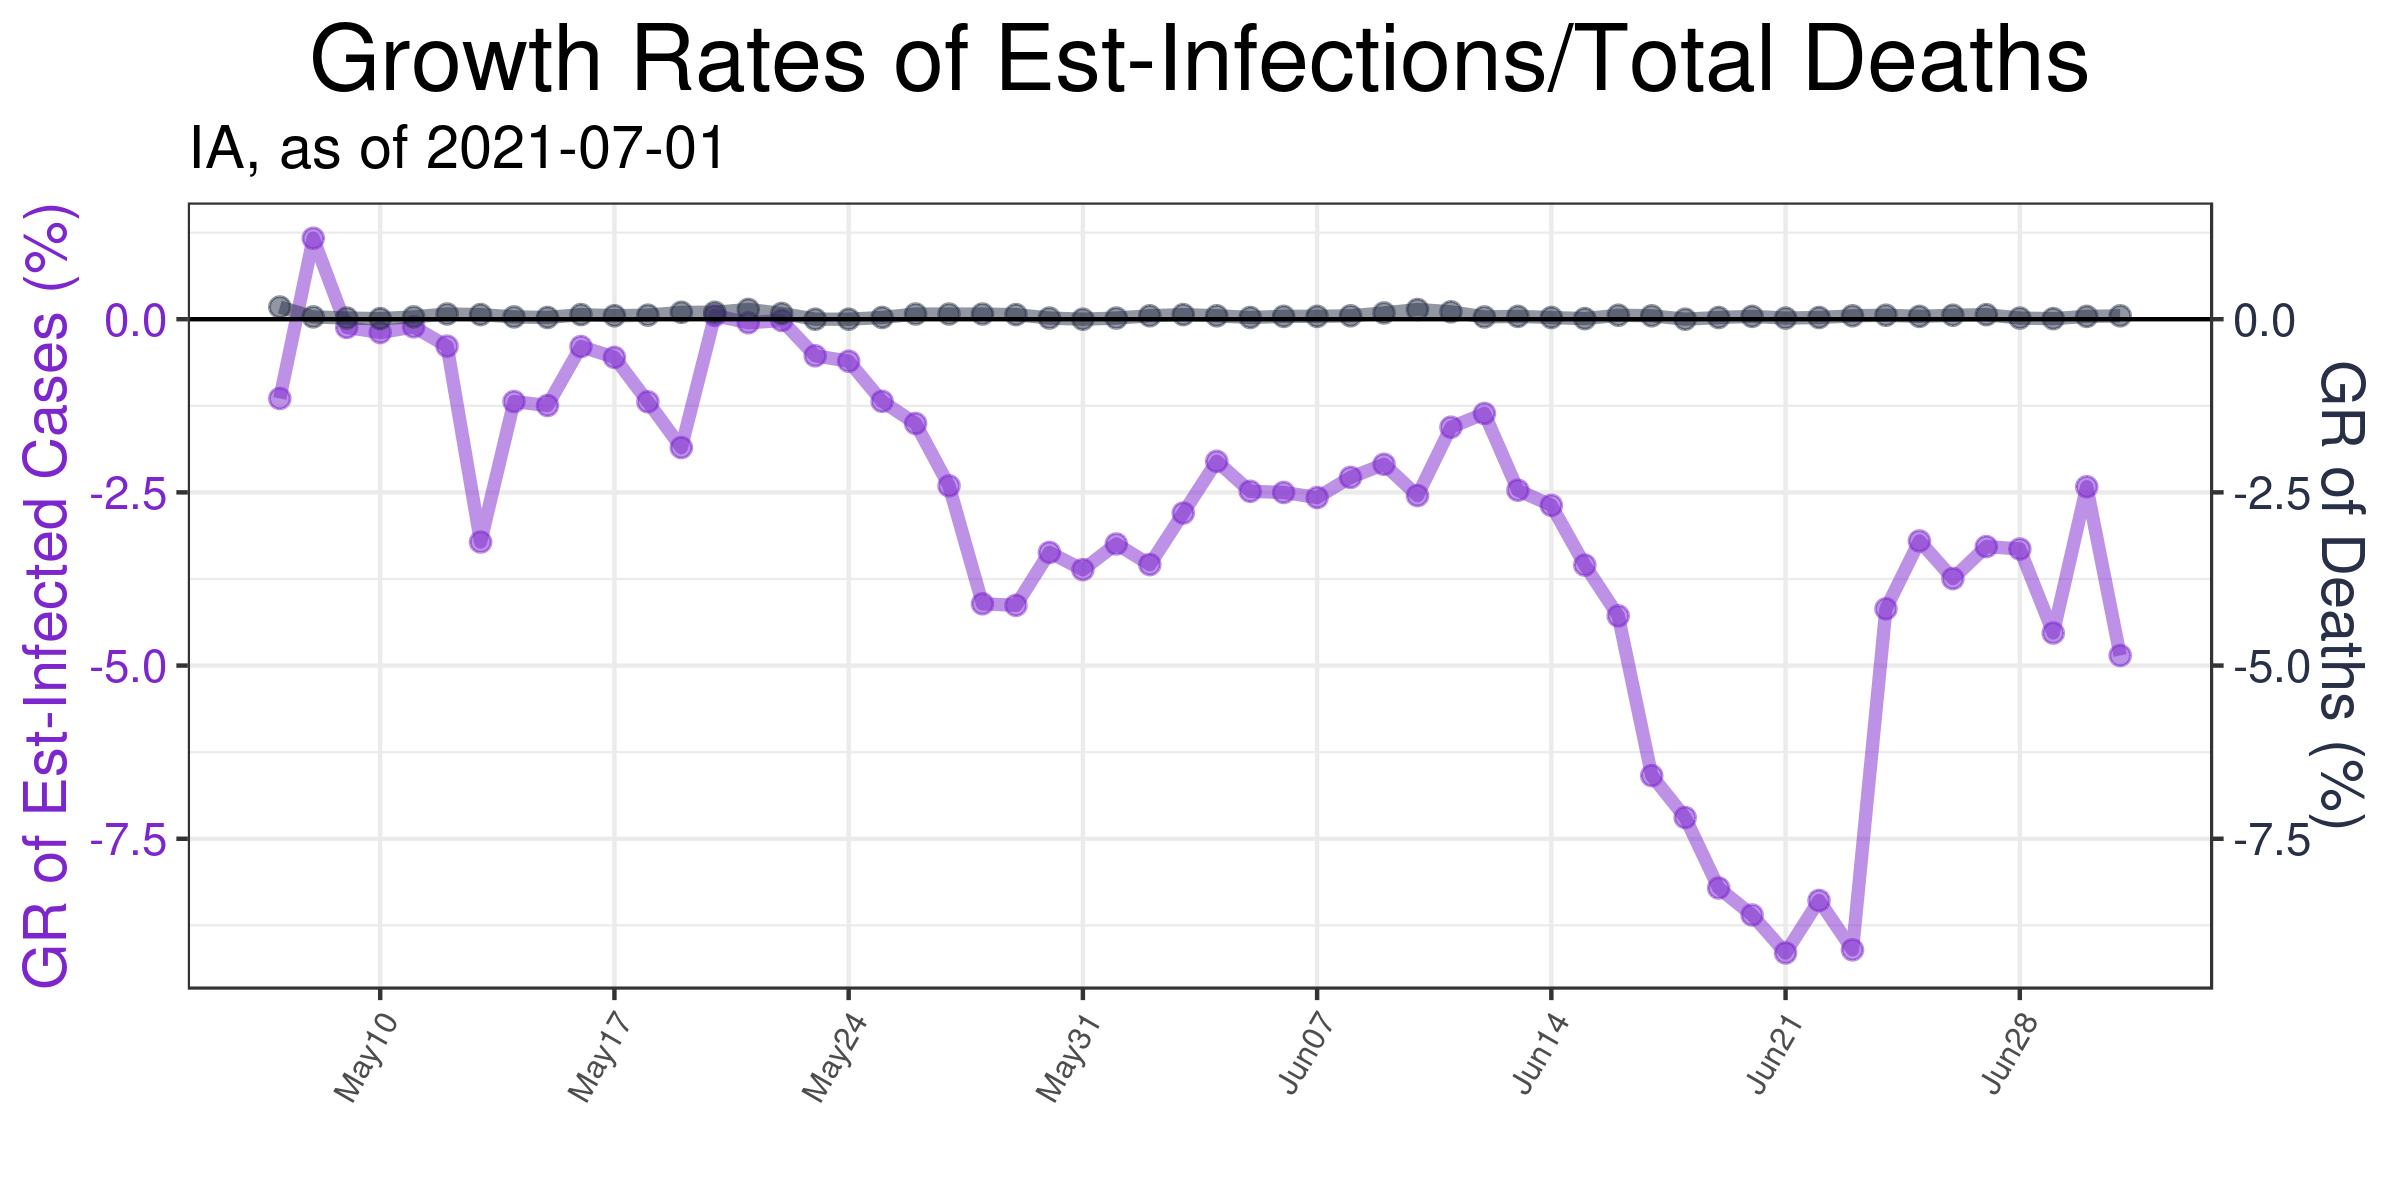 Growth Rates of Est-Infections/Total Deaths
IA, as of 2021-07-01
GR of Est-Infected Cases (%)
0.0
-2.5
-5.0
-7.5
0.0
-2.5
-5.0
-7.5
GR of Deaths (%)
May10
May17
May24
May31
Jun07
Jun14
Jun21
Jun28